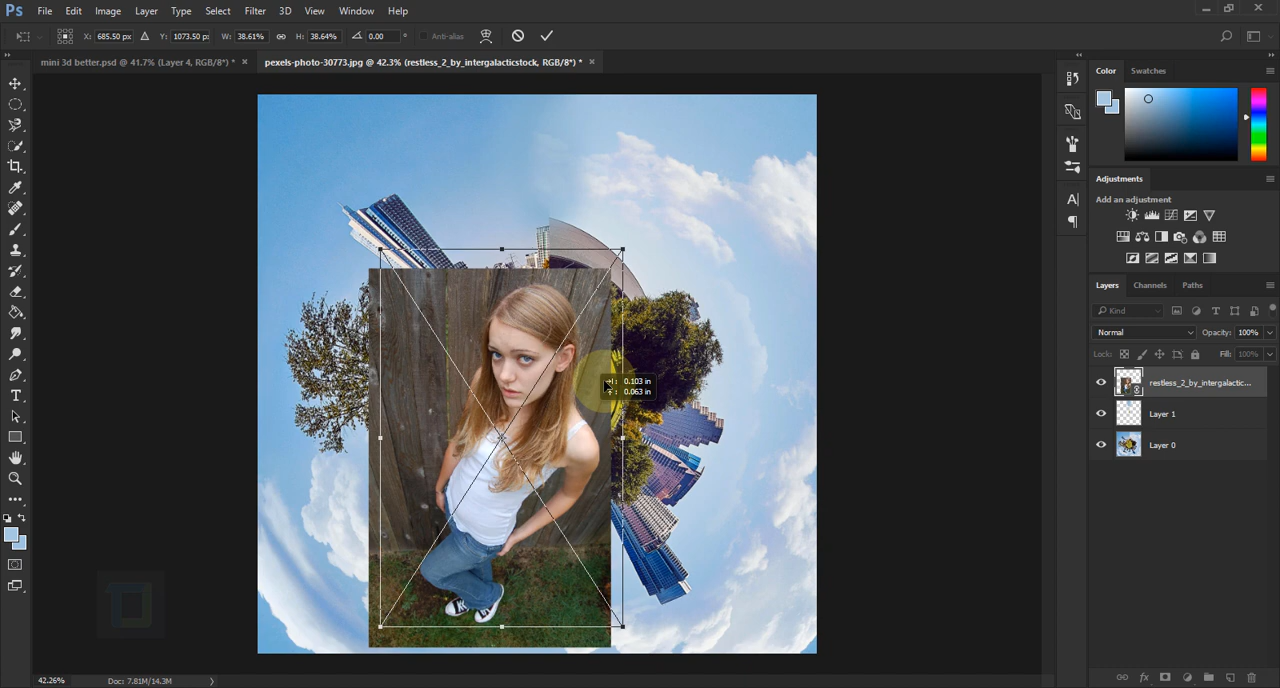 Ps File Edit Image Layer Type Select Filter 3D View Window Help
X: 685.50 px Y: 1073.50 px W: 38.61% H: 38.64% 0.00 ° Anti-alias
mini 3d better.psd @ 41.7% (Layer 4, RGB/8*) * × pexels-photo-30773.jpg @ 42.3% (restless_2_by_intergalacticstock, RGB/8*) * ×
Color Swatches
Adjustments
Add an adjustment
Layers Channels Paths
Kind
Normal Opacity: 100%
Lock: Fill: 100%
restless_2_by_intergalactic...
Layer 1
Layer 0
: 0.103 in
: 0.063 in
42.26% Doc: 7.81M/14.3M